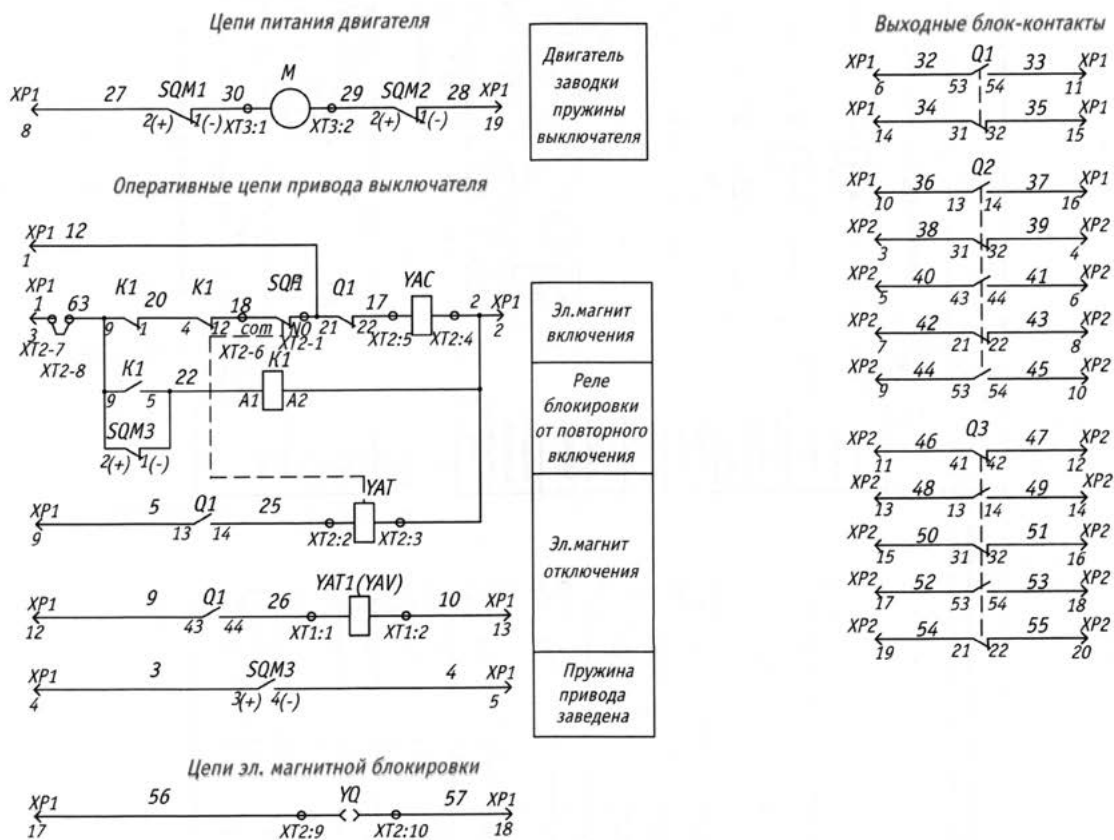 Цепи питания двигателя
XP1 27 SQM1 30 M 29 SQM2 28 XP1
8 2(+) 1(-) XT3:1 XT3:2 2(+) 1(-) 19
Двигатель
заводки
пружины
выключателя
Оперативные цепи привода выключателя
XP1 12
1
XP1 K1 20 K1 Q1 YAC XP1
1 63 18 17 2
3 9 1 4 12 com NO 21 22 XT2:5 XT2:4 2
XT2-7 XT2-6 XT2-1
XT2-8
K1 22 K1
9 5 A1 A2
SQM3
2(+) 1(-)
XP1 5 Q1 25 YAT
9 13 14 XT2:2 XT2:3
XP1 9 Q1 26 YAT1(YAV) 10 XP1
12 43 44 XT1:1 XT1:2 13
XP1 3 SQM3 4 XP1
4 3(+) 4(-) 5
Эл.магнит
включения
Реле
блокировки
от повторного
включения
Эл.магнит
отключения
Пружина
привода
заведена
Цепи эл. магнитной блокировки
XP1 56 YQ 57 XP1
17 XT2:9 XT2:10 18
Выходные блок-контакты
XP1 32 Q1 33 XP1
6 53 54 11
XP1 34 35 XP1
14 31 32 15
XP1 36 Q2 37 XP1
10 13 14 16
XP2 38 39 XP2
3 31 32 4
XP2 40 41 XP2
5 43 44 6
XP2 42 43 XP2
7 21 22 8
XP2 44 45 XP2
9 53 54 10
XP2 46 Q3 47 XP2
11 41 42 12
XP2 48 49 XP2
13 13 14 14
XP2 50 51 XP2
15 31 32 16
XP2 52 53 XP2
17 53 54 18
XP2 54 55 XP2
19 21 22 20